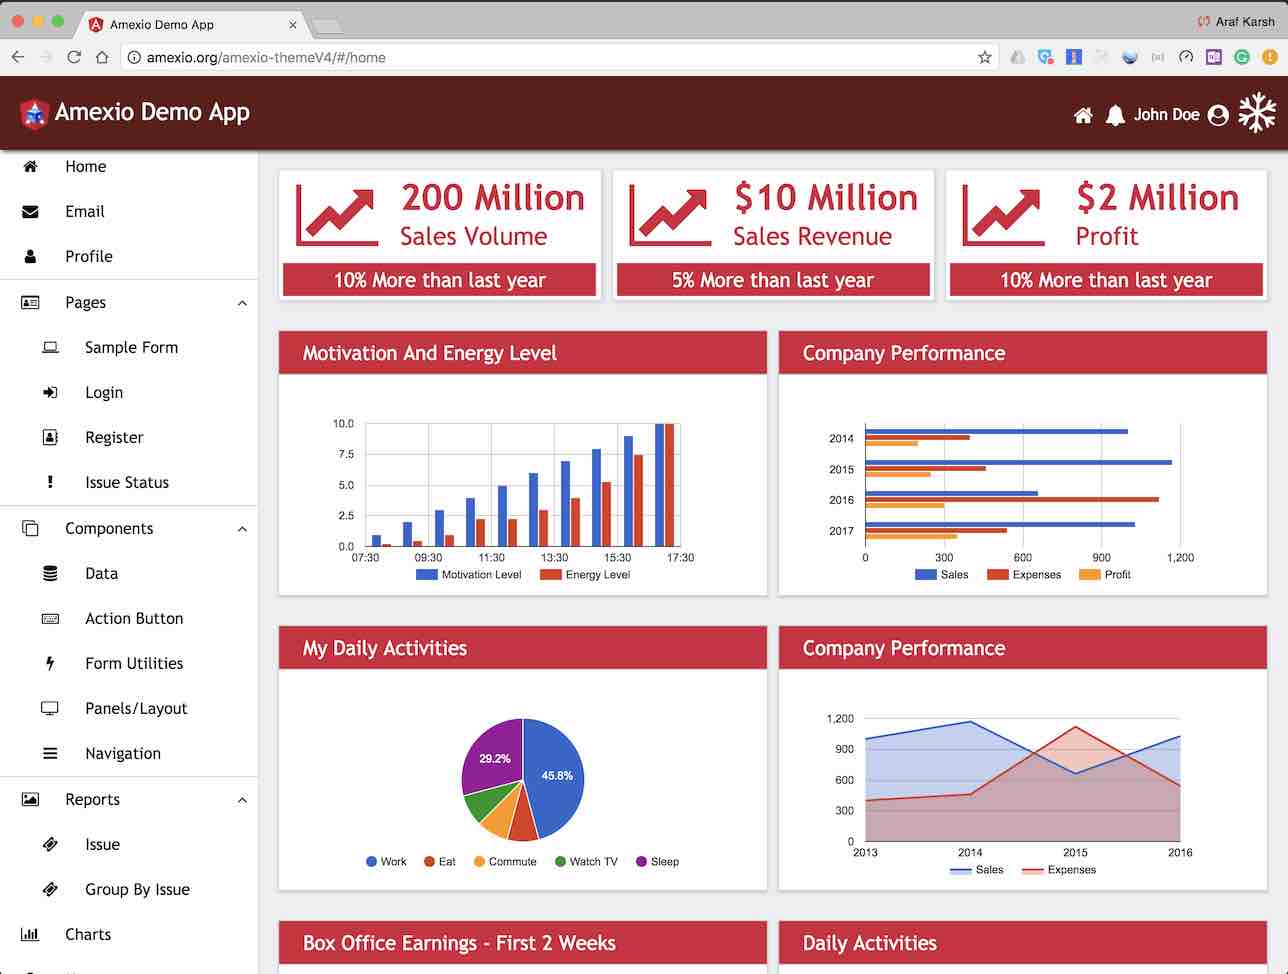 Amexio Demo App
Araf Karsh
amexio.org/amexio-themeV4/#/home
Amexio Demo App
John Doe
Home
Email
Profile
Pages
Sample Form
Login
Register
Issue Status
Components
Data
Action Button
Form Utilities
Panels/Layout
Navigation
Reports
Issue
Group By Issue
Charts
200 Million
Sales Volume
10% More than last year
$10 Million
Sales Revenue
5% More than last year
$2 Million
Profit
10% More than last year
Motivation And Energy Level
10.0
7.5
5.0
2.5
0.0
07:30 09:30 11:30 13:30 15:30 17:30
Motivation Level Energy Level
Company Performance
2014
2015
2016
2017
0 300 600 900 1,200
Sales Expenses Profit
My Daily Activities
29.2%
45.8%
Work Eat Commute Watch TV Sleep
Company Performance
1,200
900
600
300
0
2013 2014 2015 2016
Sales Expenses
Box Office Earnings - First 2 Weeks
Daily Activities